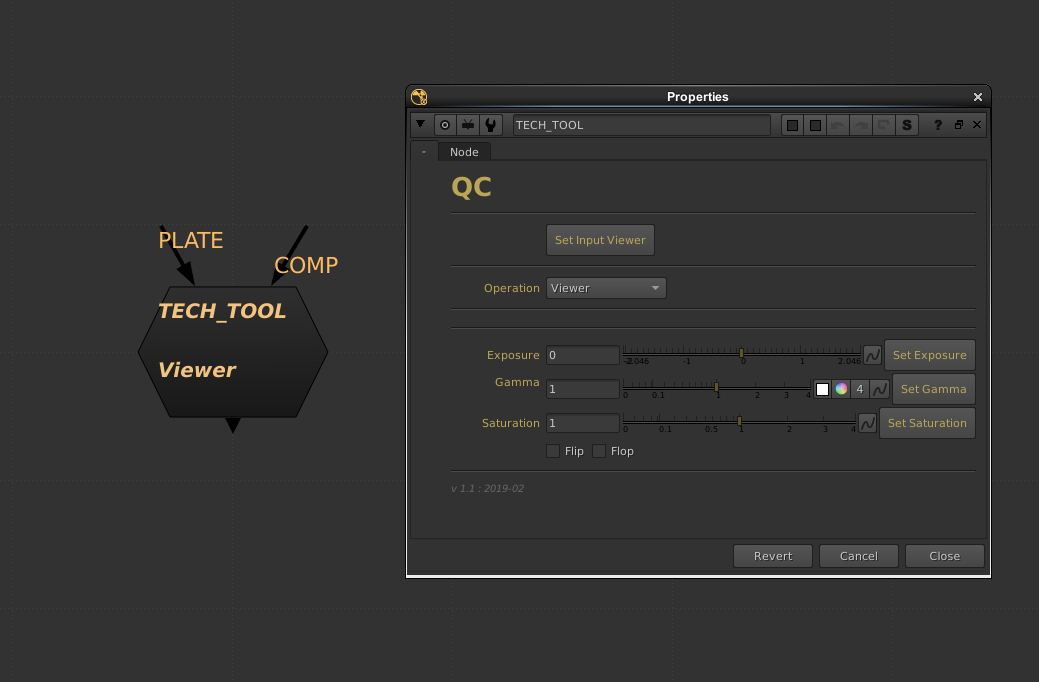 Properties
TECH_TOOL
S ?
- Node
QC
Set Input Viewer
Operation Viewer
Exposure 0 -2.046 -1 0 1 2.046 Set Exposure
Gamma 1 0 0.1 1 2 3 4 4 Set Gamma
Saturation 1 0 0.1 0.5 1 2 3 4 Set Saturation
Flip Flop
v 1.1 : 2019-02
Revert Cancel Close
PLATE
COMP
TECH_TOOL
Viewer